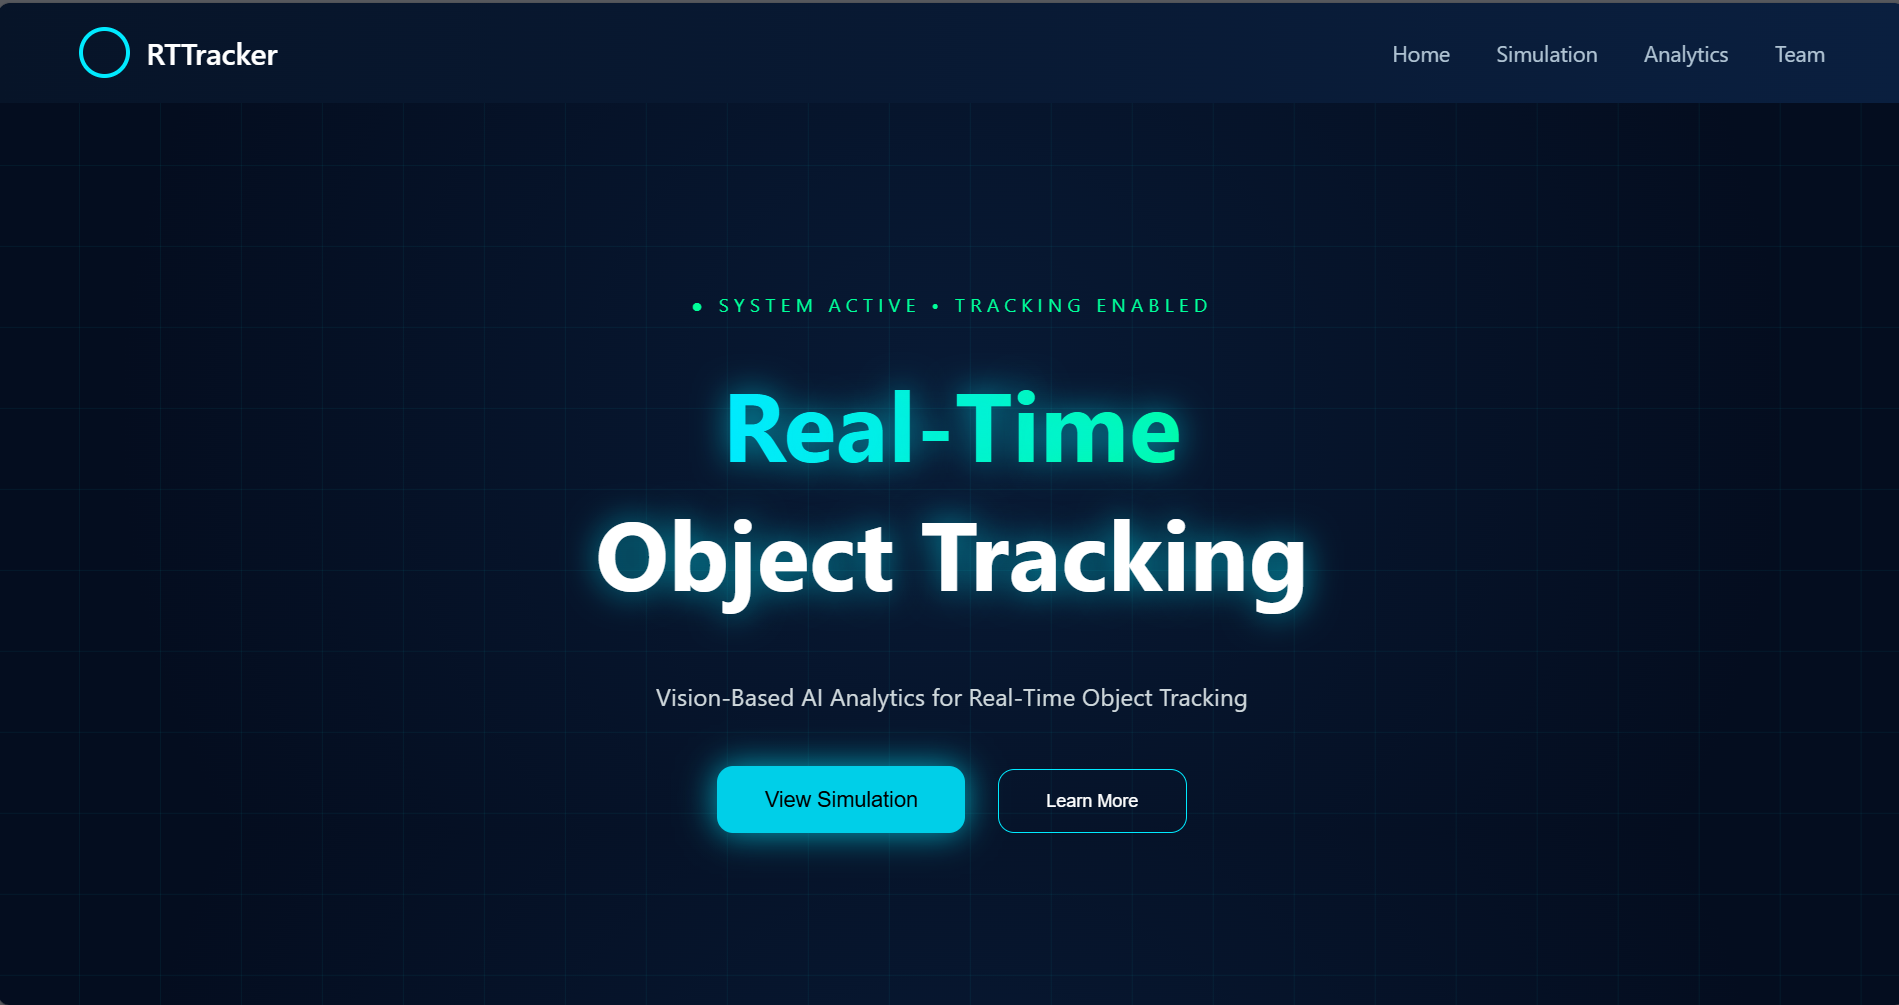 RTTracker
Home Simulation Analytics Team
● SYSTEM ACTIVE • TRACKING ENABLED
Real-Time
Object Tracking
Vision-Based AI Analytics for Real-Time Object Tracking
View Simulation
Learn More